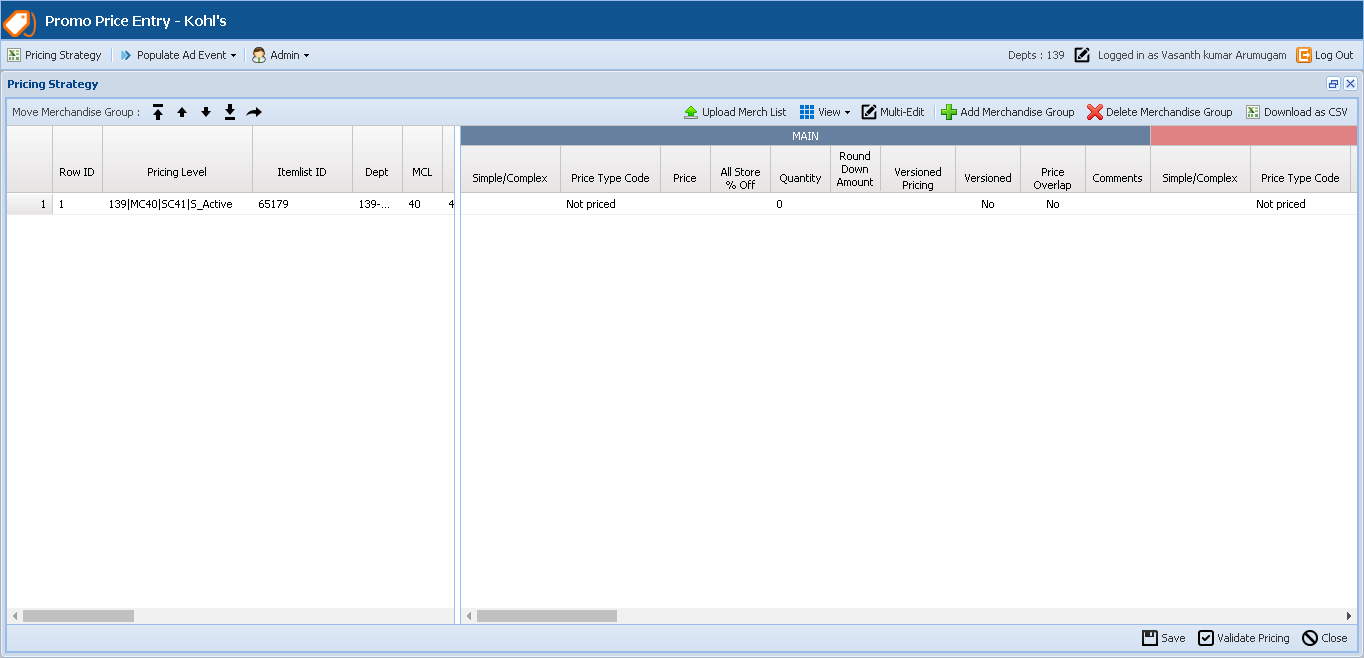 Promo Price Entry - Kohl's
Pricing Strategy Populate Ad Event Admin Depts : 139 Logged in as Vasanth kumar Arumugam Log Out
Pricing Strategy
Move Merchandise Group : Upload Merch List View Multi-Edit Add Merchandise Group Delete Merchandise Group Download as CSV
MAIN
Row ID Pricing Level Itemlist ID Dept MCL Simple/Complex Price Type Code Price All Store % Off Quantity Round Down Amount Versioned Pricing Versioned Price Overlap Comments Simple/Complex Price Type Code
1 1 139|MC40|SC41|S_Active 65179 139-... 40 4 Not priced 0 No No Not priced
Save Validate Pricing Close